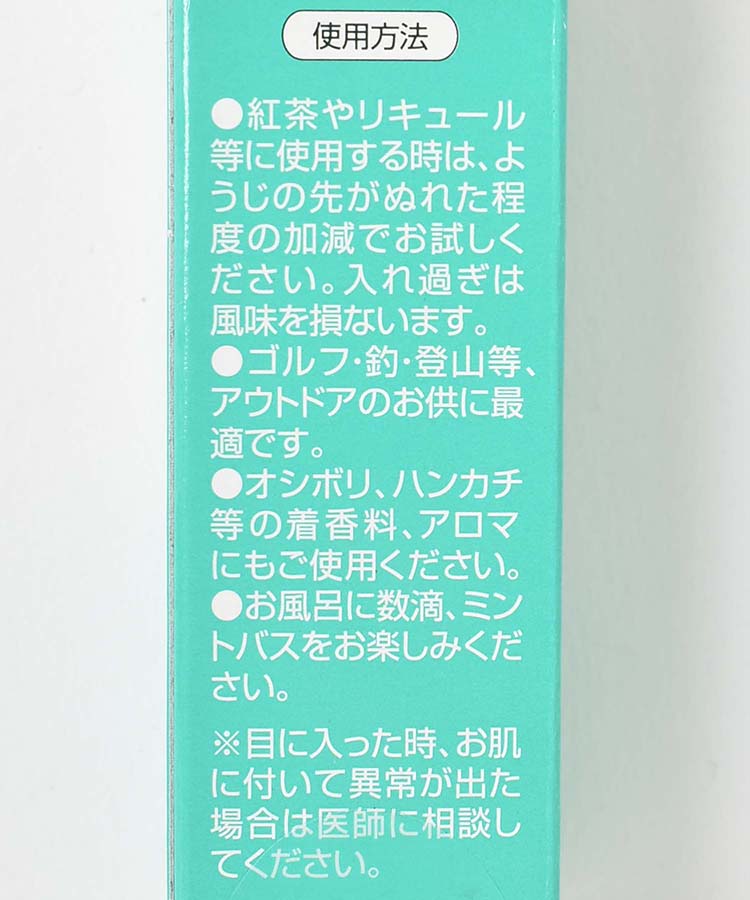 使用方法
●紅茶やリキュール
等に使用する時は、よ
うじの先がぬれた程
度の加減でお試しく
ださい。入れ過ぎは
風味を損ないます。
●ゴルフ・釣・登山等、
アウトドアのお供に最
適です。
●オシボリ、ハンカチ
等の着香料、アロマ
にもご使用ください。
●お風呂に数滴、ミン
トバスをお楽しみくだ
さい。
※目に入った時、お肌
に付いて異常が出た
場合は医師に相談し
てください。